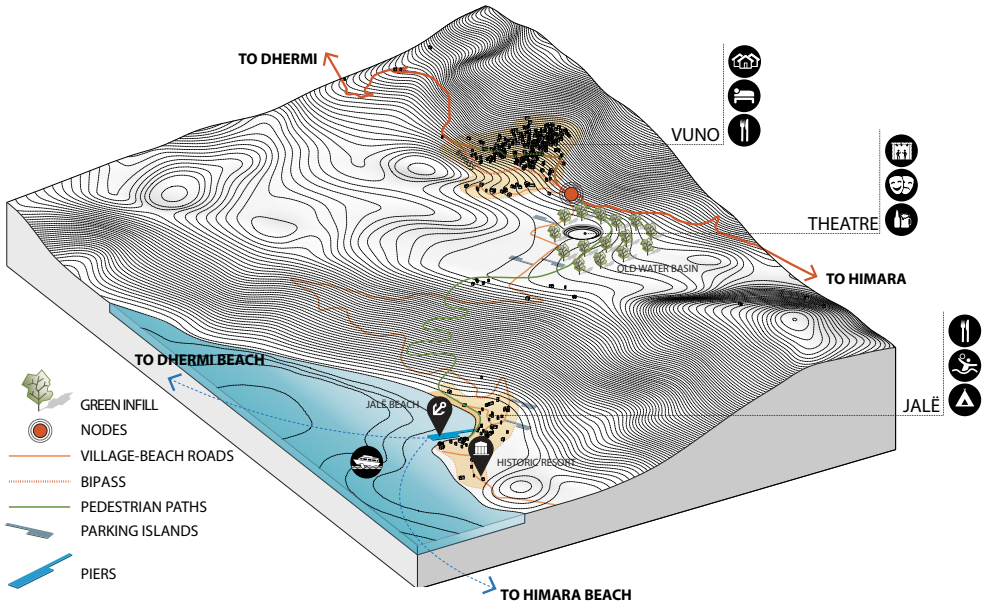 TO DHERMI
VUNO
THEATRE
OLD WATER BASIN
TO HIMARA
TO DHERMI BEACH
JALË BEACH
JALË
HISTORIC RESORT
GREEN INFILL
NODES
VILLAGE-BEACH ROADS
BIPASS
PEDESTRIAN PATHS
PARKING ISLANDS
PIERS
TO HIMARA BEACH